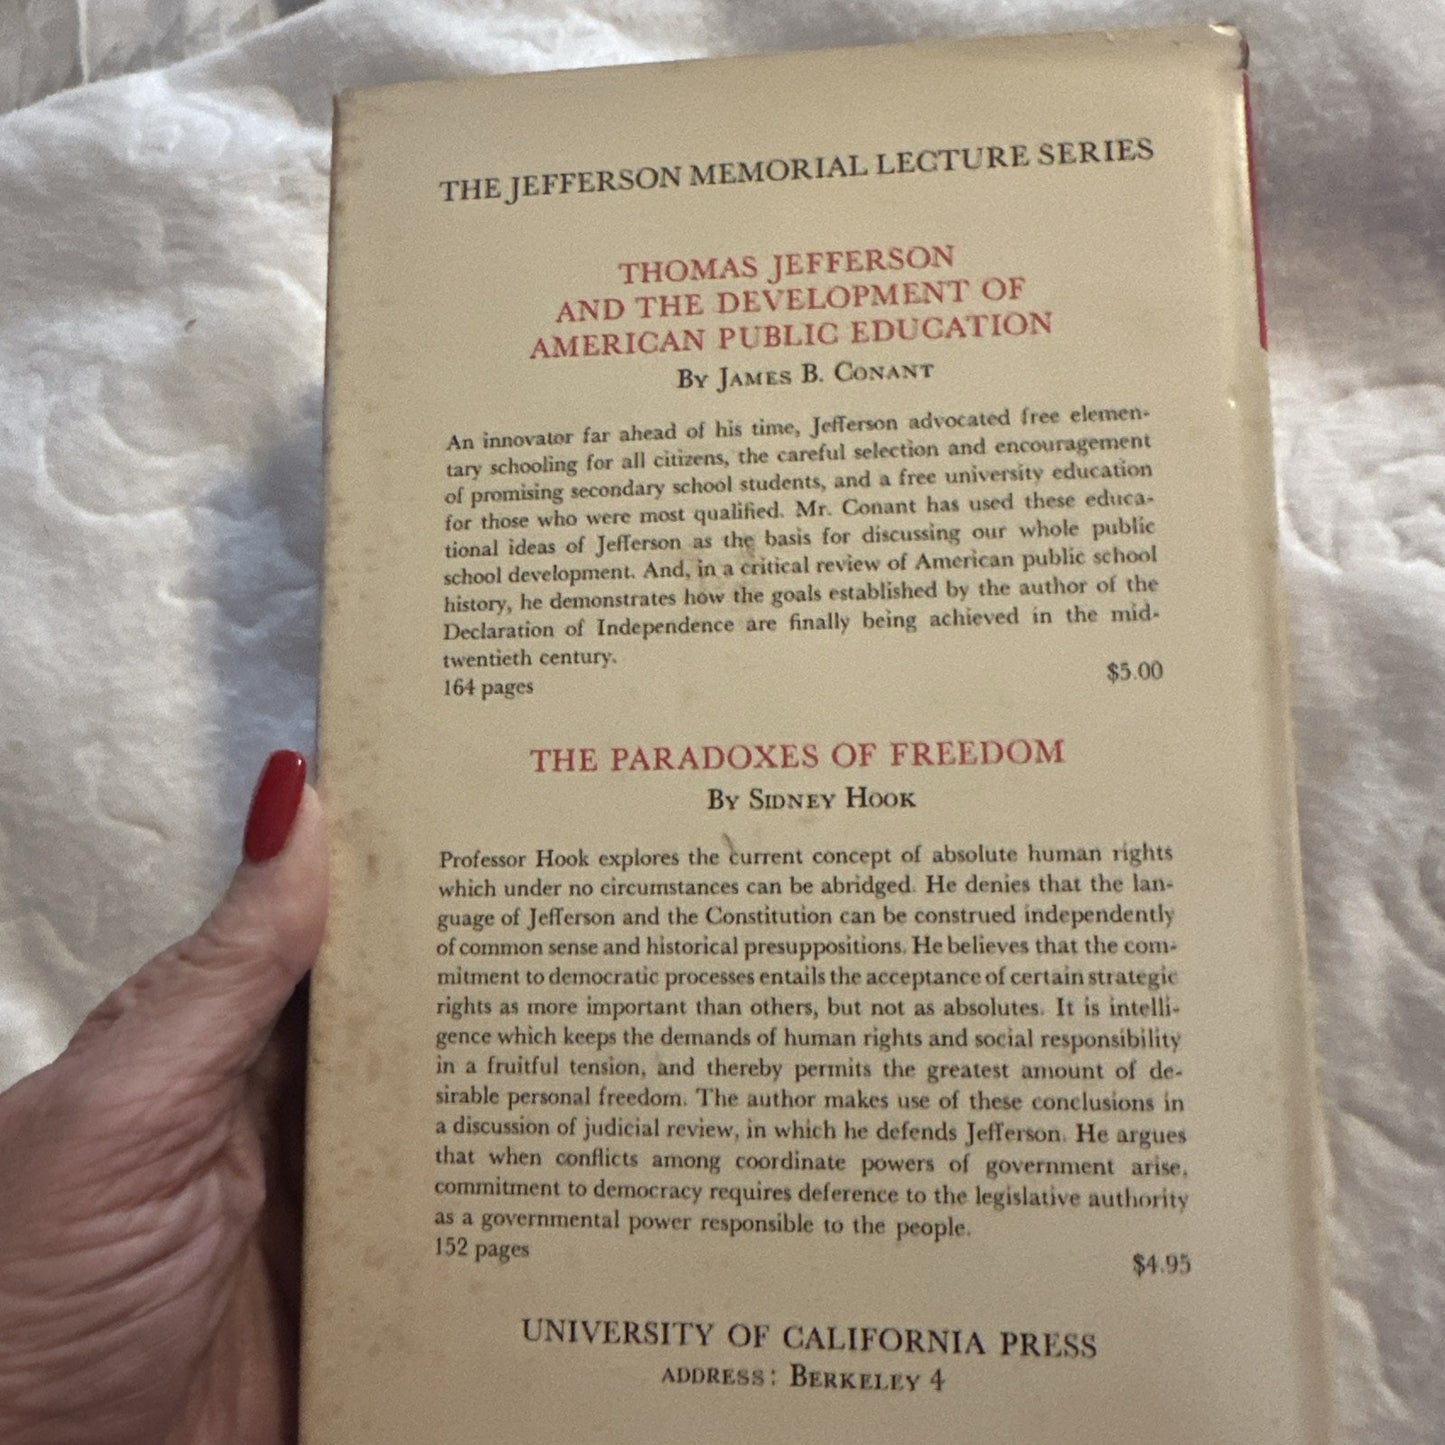 THE JEFFERSON MEMORIAL LECTURE SERIES
THOMAS JEFFERSON
AND THE DEVELOPMENT OF
AMERICAN PUBLIC EDUCATION
BY JAMES B. CONANT
An innovator far ahead of his time, Jefferson advocated free elemen-
tary schooling for all citizens, the careful selection and encouragement
of promising secondary school students, and a free university education
for those who were most qualified. Mr. Conant has used these educa-
tional ideas of Jefferson as the basis for discussing our whole public
school development. And, in a critical review of American public school
history, he demonstrates how the goals established by the author of the
Declaration of Independence are finally being achieved in the mid-
twentieth century.
164 pages $5.00
THE PARADOXES OF FREEDOM
BY SIDNEY HOOK
Professor Hook explores the current concept of absolute human rights
which under no circumstances can be abridged. He denies that the lan-
guage of Jefferson and the Constitution can be construed independently
of common sense and historical presuppositions. He believes that the com-
mitment to democratic processes entails the acceptance of certain strategic
rights as more important than others, but not as absolutes. It is intelli-
gence which keeps the demands of human rights and social responsibility
in a fruitful tension, and thereby permits the greatest amount of de-
sirable personal freedom. The author makes use of these conclusions in
a discussion of judicial review, in which he defends Jefferson. He argues
that when conflicts among coordinate powers of government arise,
commitment to democracy requires deference to the legislative authority
as a governmental power responsible to the people.
152 pages $4.95
UNIVERSITY OF CALIFORNIA PRESS
ADDRESS: BERKELEY 4